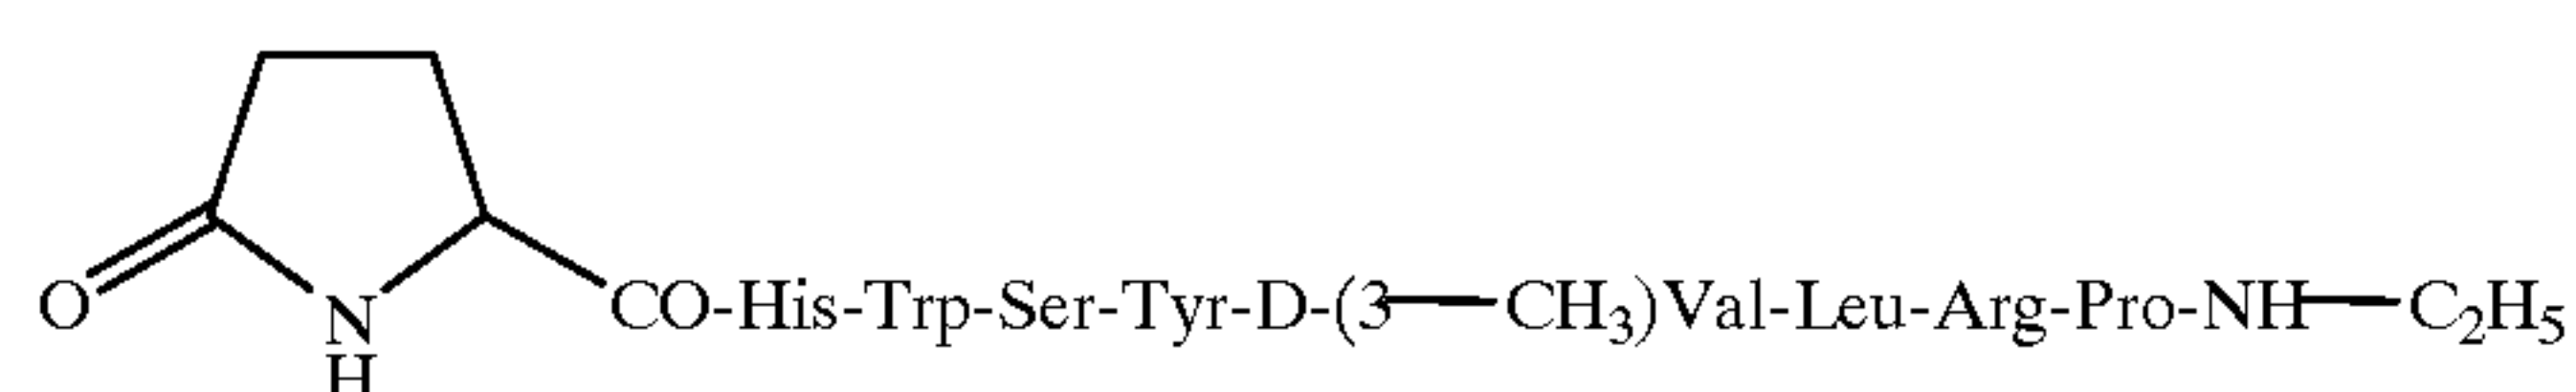 O N CO-His-Trp-Ser-Tyr-D-(3—CH₃)Val-Leu-Arg-Pro-NH—C₂H₅
H